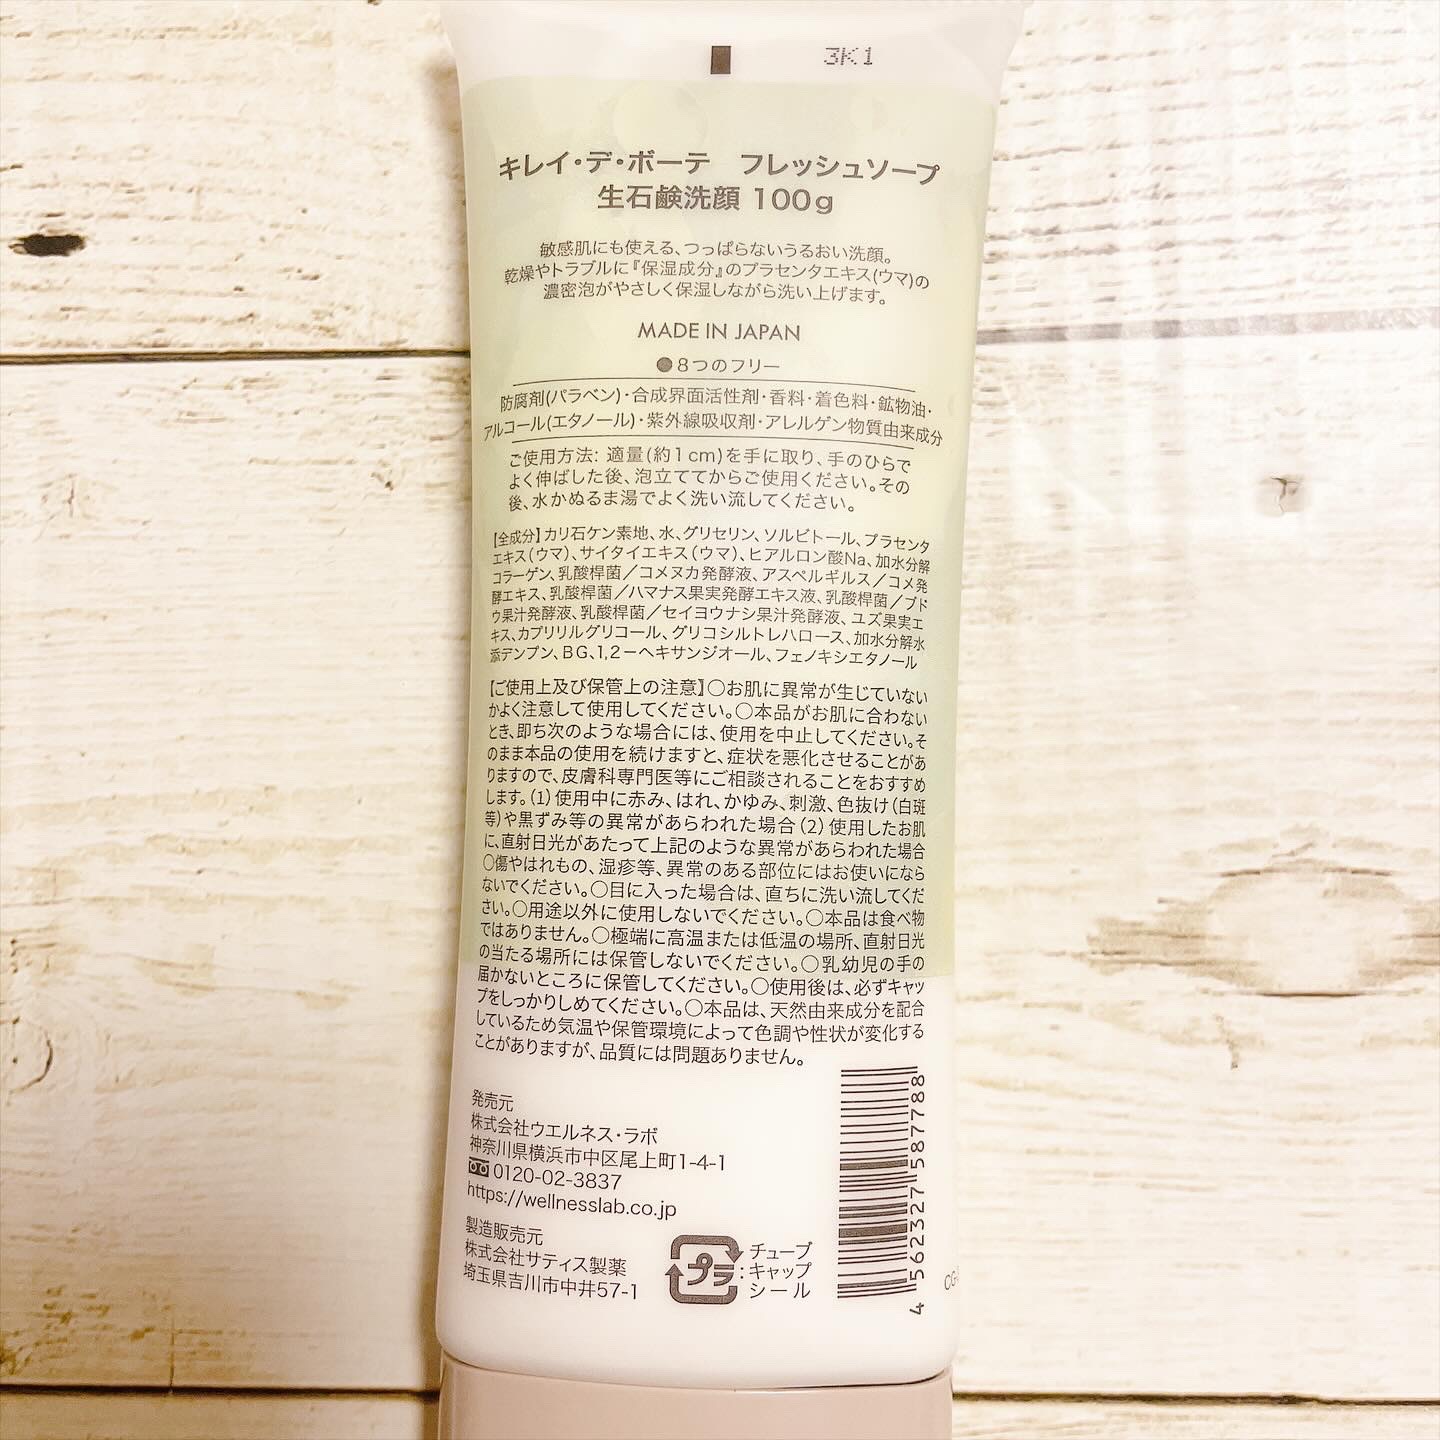 3K1
キレイ・デ・ボーテ　フレッシュソープ
生石鹸洗顔 100g
敏感肌にも使える、つっぱらないうるおい洗顔。
乾燥やトラブルに『保湿成分』のプラセンタエキス(ウマ)の
濃密泡がやさしく保湿しながら洗い上げます。
MADE IN JAPAN
●8つのフリー
防腐剤(パラベン)・合成界面活性剤・香料・着色料・鉱物油・
アルコール(エタノール)・紫外線吸収剤・アレルゲン物質由来成分
ご使用方法: 適量(約1cm)を手に取り、手のひらで
よく伸ばした後、泡立ててからご使用ください。その
後、水かぬるま湯でよく洗い流してください。
【全成分】カリ石ケン素地、水、グリセリン、ソルビトール、プラセンタ
エキス(ウマ)、サイタイエキス(ウマ)、ヒアルロン酸Na、加水分解
コラーゲン、乳酸桿菌／コメヌカ発酵液、アスペルギルス／コメ発
酵エキス、乳酸桿菌／ハマナス果実発酵エキス液、乳酸桿菌／ブド
ウ果汁発酵液、乳酸桿菌／セイヨウナシ果汁発酵液、ユズ果実エ
キス、カプリリルグリコール、グリコシルトレハロース、加水分解水
添デンプン、BG、1,2－ヘキサンジオール、フェノキシエタノール
【ご使用上及び保管上の注意】○お肌に異常が生じていない
かよく注意して使用してください。○本品がお肌に合わない
とき、即ち次のような場合には、使用を中止してください。そ
のまま本品の使用を続けますと、症状を悪化させることがあ
りますので、皮膚科専門医等にご相談されることをおすすめ
します。(1)使用中に赤み、はれ、かゆみ、刺激、色抜け(白斑
等)や黒ずみ等の異常があらわれた場合(2)使用したお肌
に、直射日光があたって上記のような異常があらわれた場合
○傷やはれもの、湿疹等、異常のある部位にはお使いになら
ないでください。○目に入った場合は、直ちに洗い流してくだ
さい。○用途以外に使用しないでください。○本品は食べ物
ではありません。○極端に高温または低温の場所、直射日光
の当たる場所には保管しないでください。○乳幼児の手の
届かないところに保管してください。○使用後は、必ずキャッ
プをしっかりしめてください。○本品は、天然由来成分を配合
しているため気温や保管環境によって色調や性状が変化する
ことがありますが、品質には問題ありません。
発売元
株式会社ウエルネス・ラボ
神奈川県横浜市中区尾上町1-4-1
0120-02-3837
https://wellnesslab.co.jp
製造販売元
株式会社サティス製薬
埼玉県吉川市中井57-1
プラ
チューブ
:キャップ
シール
4 562327 587788
CG-